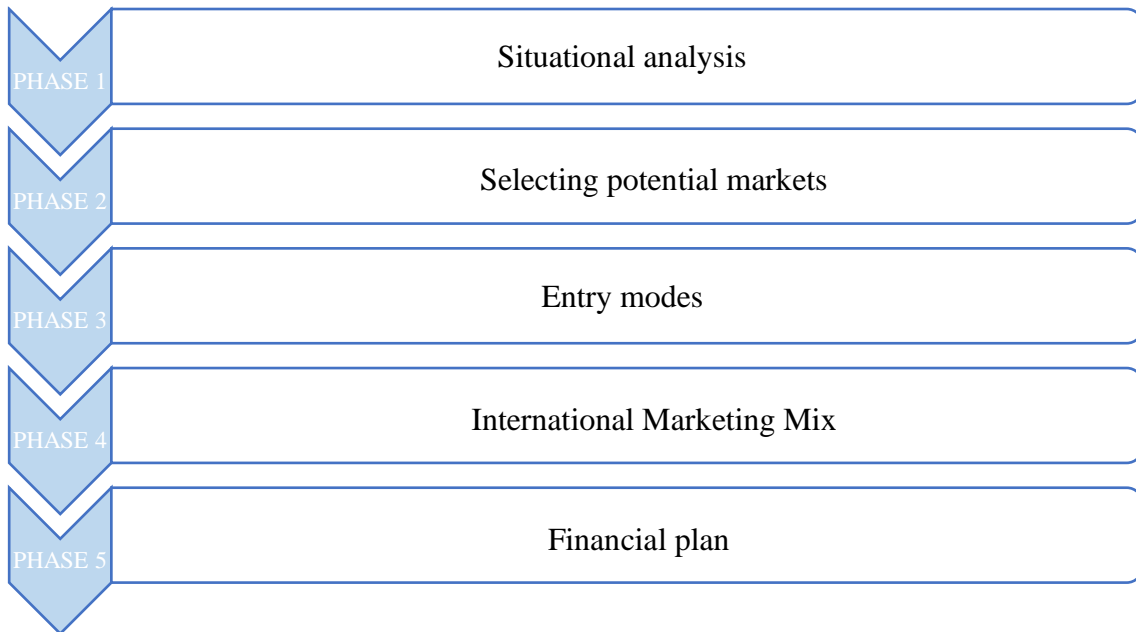 PHASE 1
Situational analysis
PHASE 2
Selecting potential markets
PHASE 3
Entry modes
PHASE 4
International Marketing Mix
PHASE 5
Financial plan